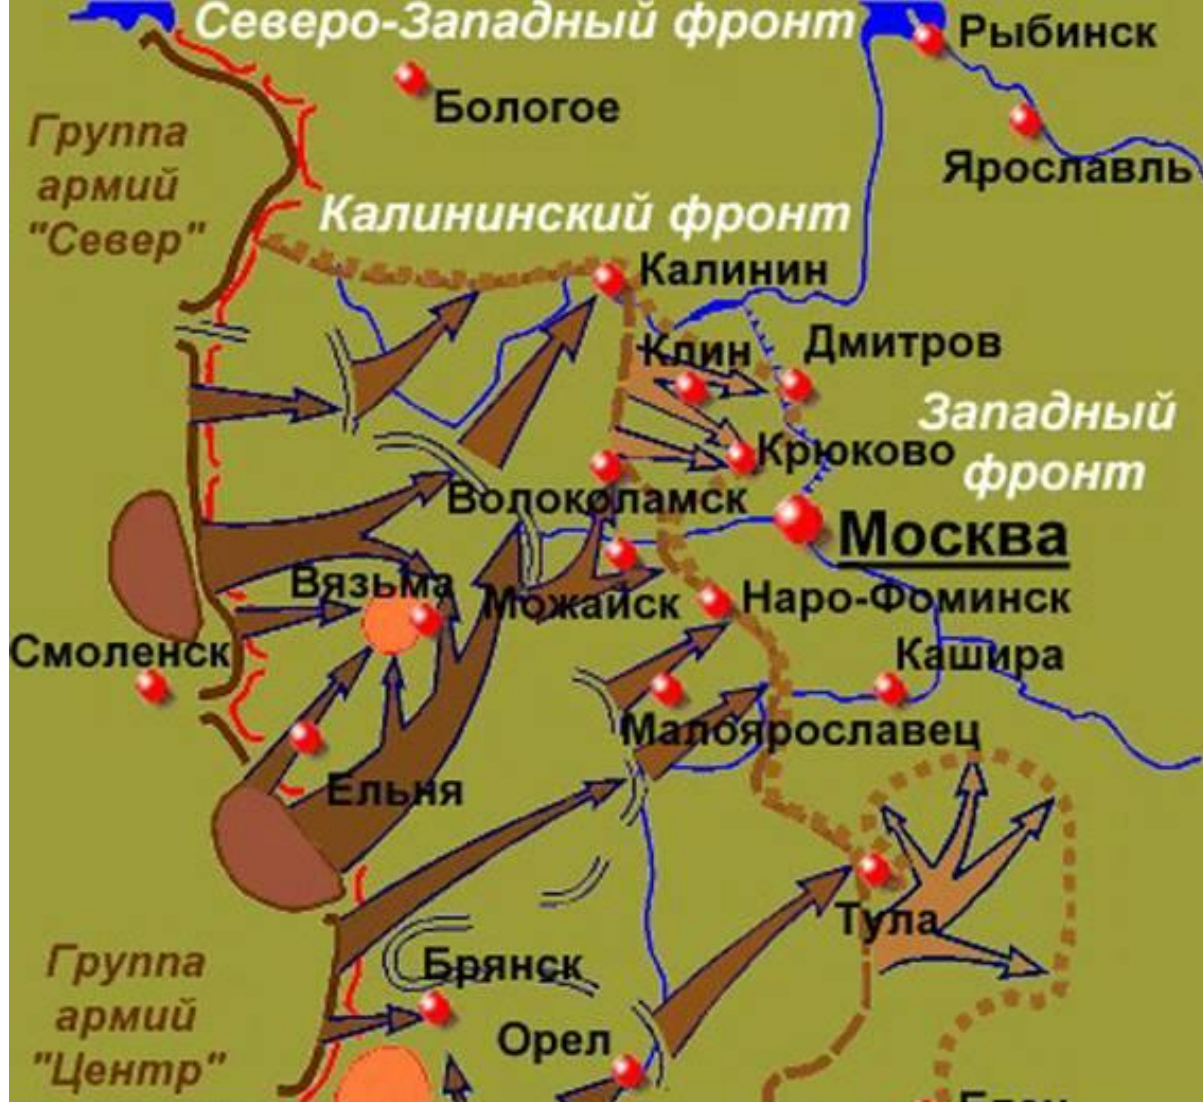 Северо-Западный фронт
Рыбинск
Бологое
Ярославль
Группа
армий
"Север"
Калининский фронт
Калинин
Клин
Дмитров
Западный
фронт
Крюково
Волоколамск
Москва
Вязьма
Можайск
Наро-Фоминск
Смоленск
Кашира
Малоярославец
Ельня
Тула
Группа
армий
"Центр"
Брянск
Орел